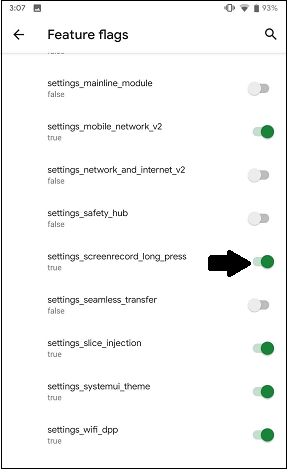 3:07 93%
Feature flags
false
settings_mainline_module
false
settings_mobile_network_v2
true
settings_network_and_internet_v2
false
settings_safety_hub
false
settings_screenrecord_long_press
true
settings_seamless_transfer
false
settings_slice_injection
true
settings_systemui_theme
true
settings_wifi_dpp
true